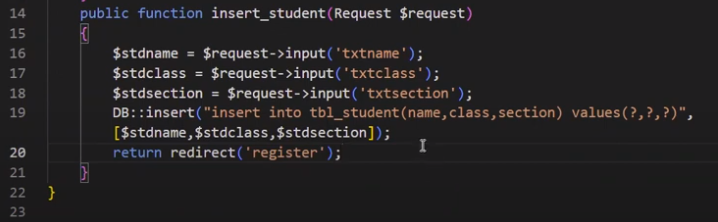 14 public function insert_student(Request $request)
15 {
16 $stdname = $request->input('txtname');
17 $stdclass = $request->input('txtclass');
18 $stdsection = $request->input('txtsection');
19 DB::insert("insert into tbl_student(name,class,section) values(?,?,?)",
[$stdname,$stdclass,$stdsection]);
20 return redirect('register');
21 }
22 }
23